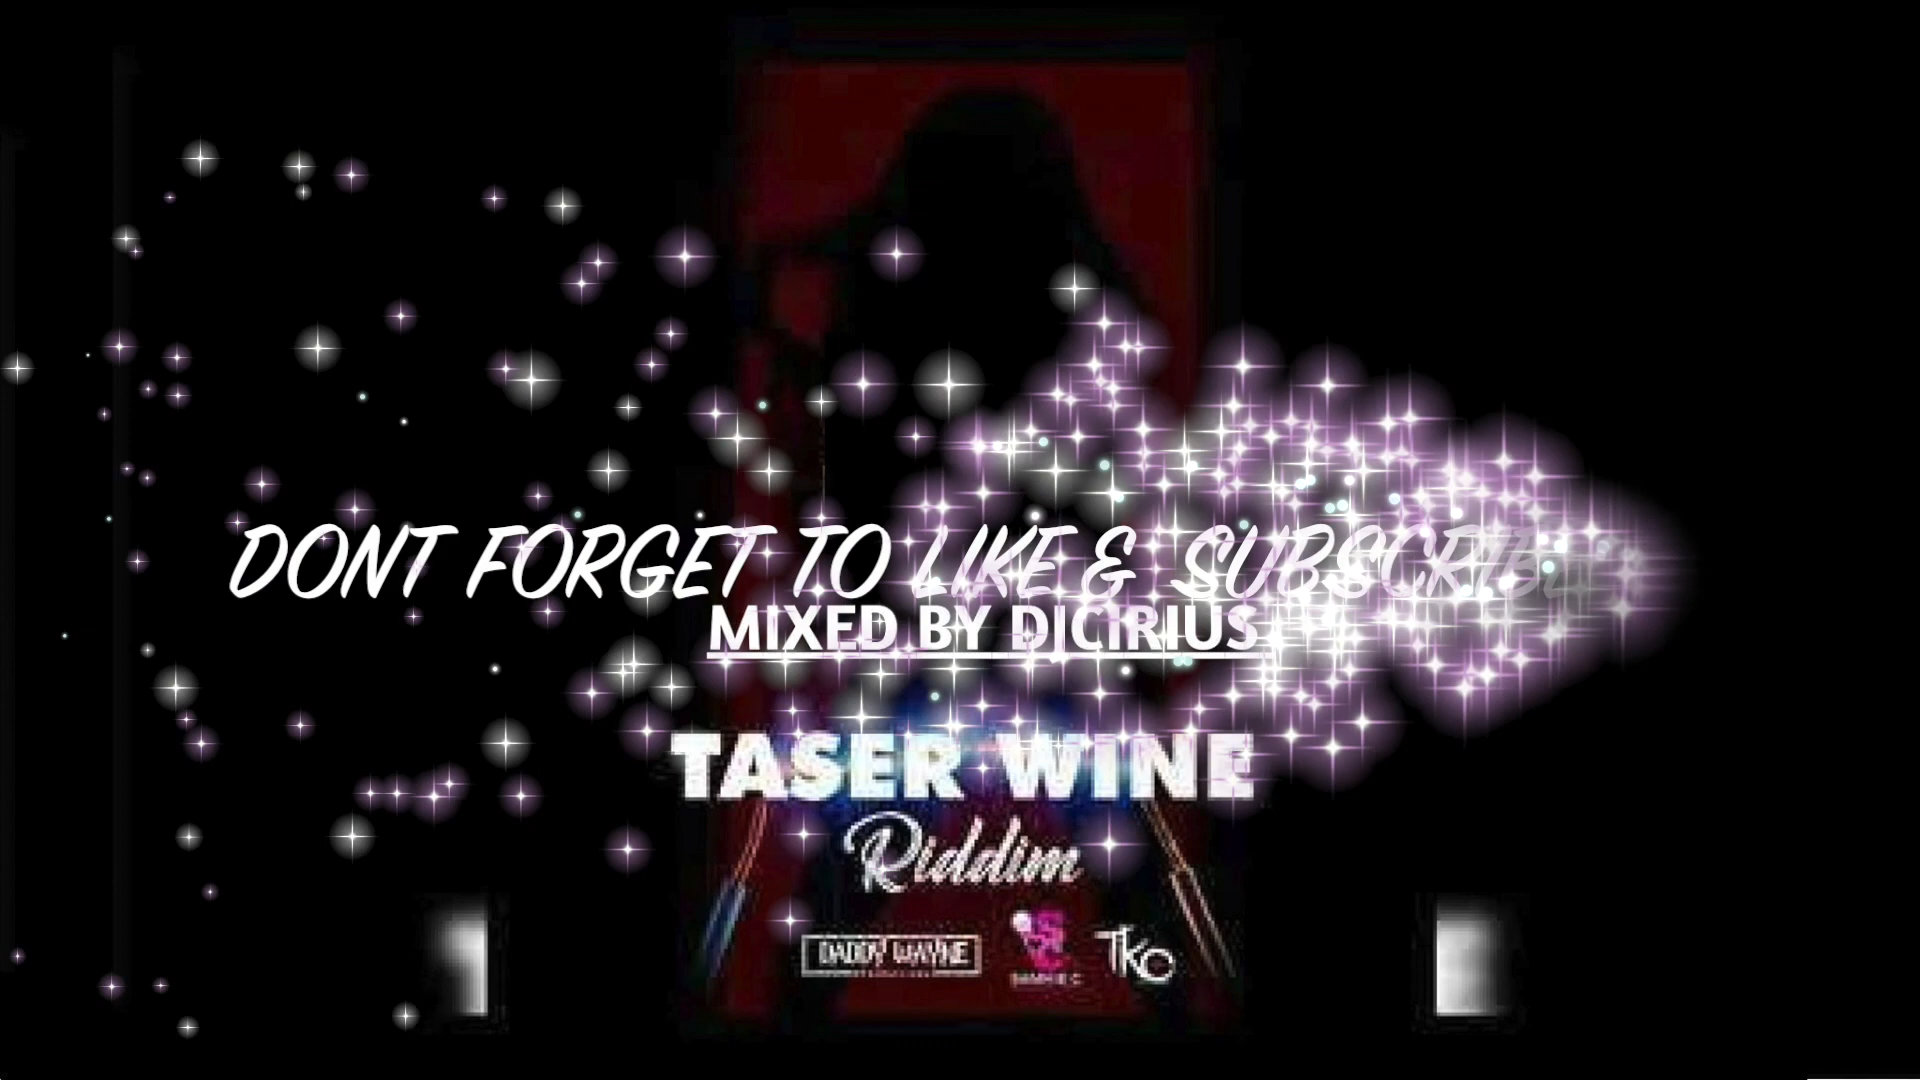 DONT FORGET TO LIKE & SUBSCRIBE
MIXED BY DJCIRIUS
TASER WINE
Riddim
DADDY WAYNE
TKO